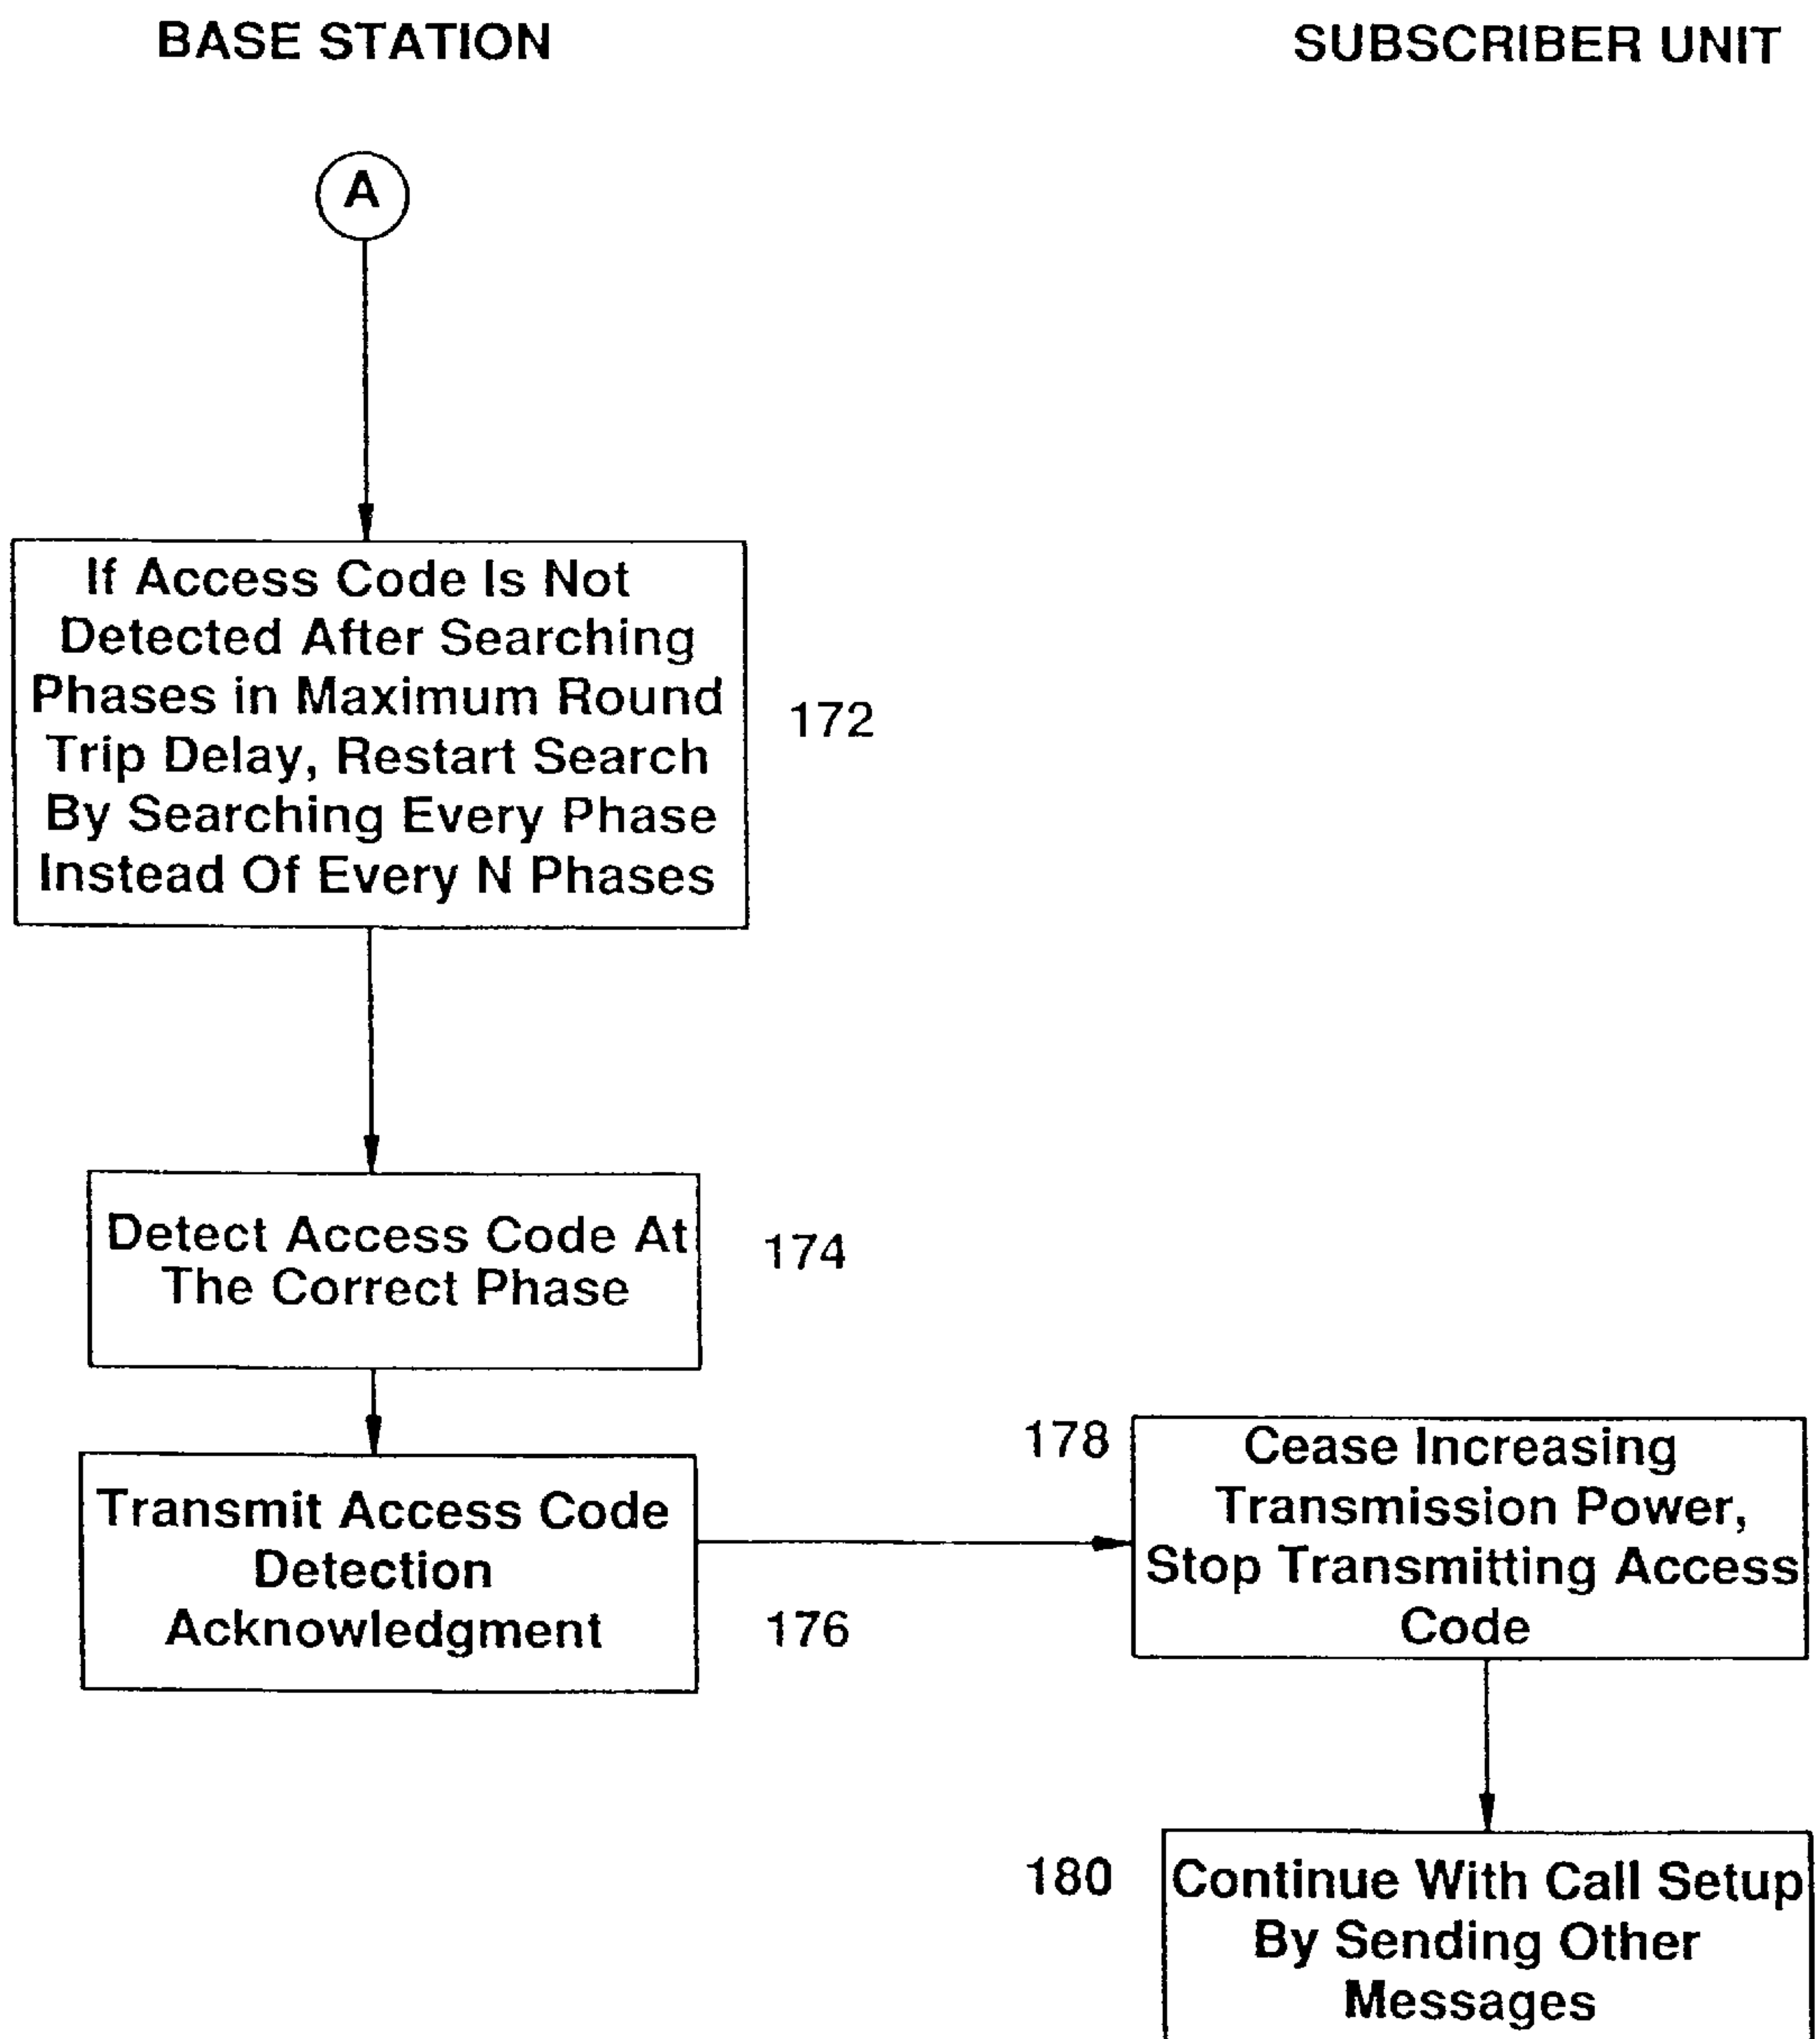 BASE STATION
SUBSCRIBER UNIT
A
If Access Code Is Not
Detected After Searching
Phases in Maximum Round
Trip Delay, Restart Search
By Searching Every Phase
Instead Of Every N Phases
172
Detect Access Code At
The Correct Phase
174
Transmit Access Code
Detection
Acknowledgment
176
178
Cease Increasing
Transmission Power,
Stop Transmitting Access
Code
180
Continue With Call Setup
By Sending Other
Messages